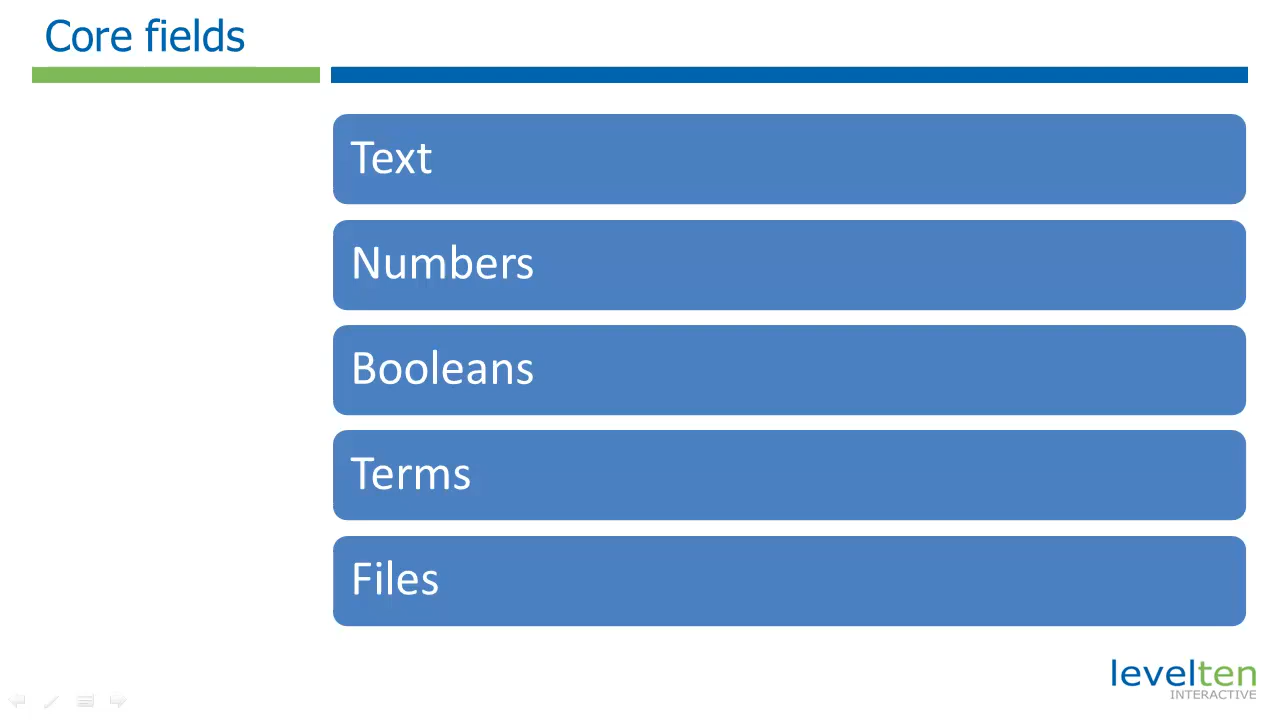 Core fields
Text
Numbers
Booleans
Terms
Files
levelten
INTERACTIVE